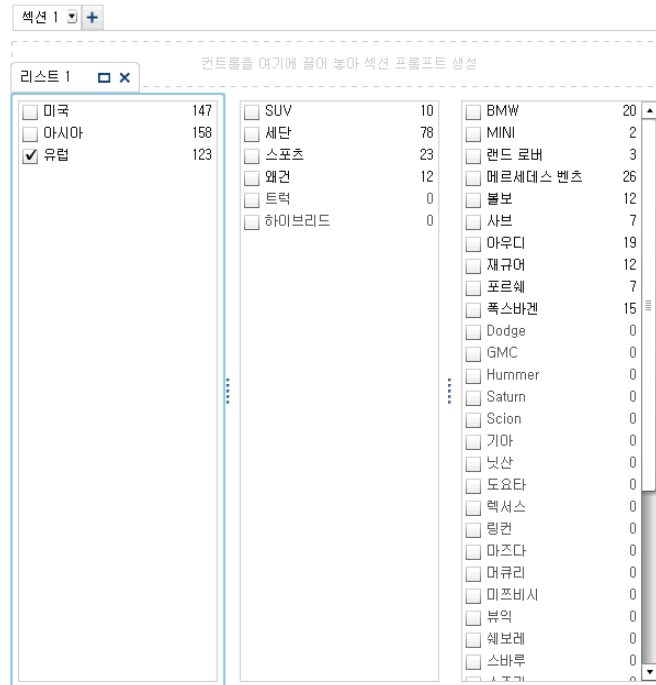 섹션 1
컨트롤을 여기에 끌어 놓아 섹션 프롬프트 생성
리스트 1
미국 147
아시아 158
유럽 123
SUV 10
세단 78
스포츠 23
왜건 12
트럭 0
하이브리드 0
BMW 20
MINI 2
랜드 로버 3
메르세데스 벤츠 26
볼보 12
사브 7
아우디 19
재규어 12
포르쉐 7
폭스바겐 15
Dodge 0
GMC 0
Hummer 0
Saturn 0
Scion 0
기아 0
닛산 0
도요타 0
렉서스 0
링컨 0
마즈다 0
머큐리 0
미쯔비시 0
뷰익 0
쉐보레 0
스바루 0